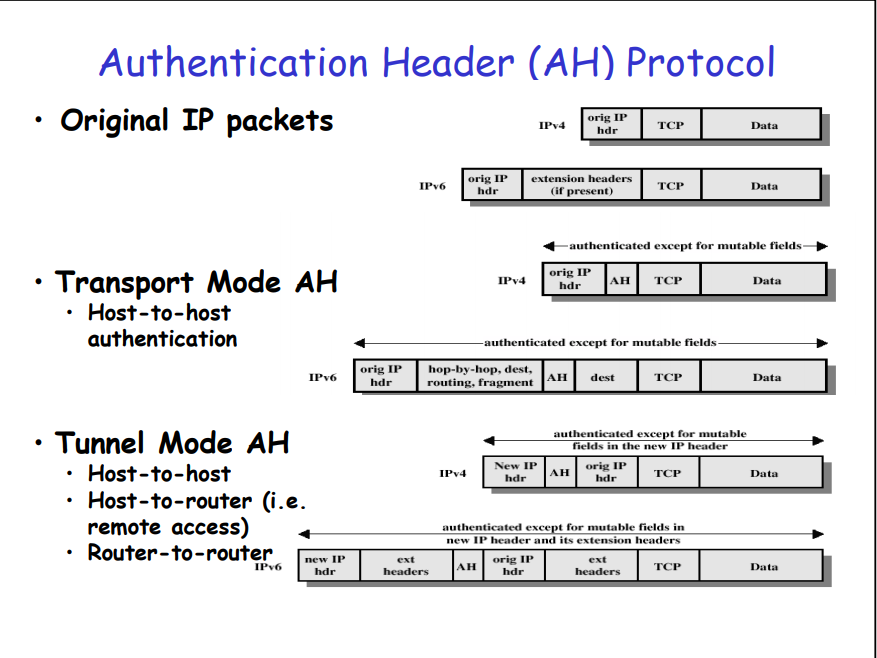 Authentication Header (AH) Protocol
• Original IP packets
IPv4 orig IP hdr TCP Data
IPv6 orig IP hdr extension headers (if present) TCP Data
authenticated except for mutable fields
• Transport Mode AH
IPv4 orig IP hdr AH TCP Data
• Host-to-host
authentication
authenticated except for mutable fields
IPv6 orig IP hdr hop-by-hop, dest, routing, fragment AH dest TCP Data
• Tunnel Mode AH
authenticated except for mutable
fields in the new IP header
• Host-to-host
IPv4 New IP hdr AH orig IP hdr TCP Data
• Host-to-router (i.e.
remote access)
• Router-to-router
authenticated except for mutable fields in
new IP header and its extension headers
IPv6 new IP hdr ext headers AH orig IP hdr ext headers TCP Data